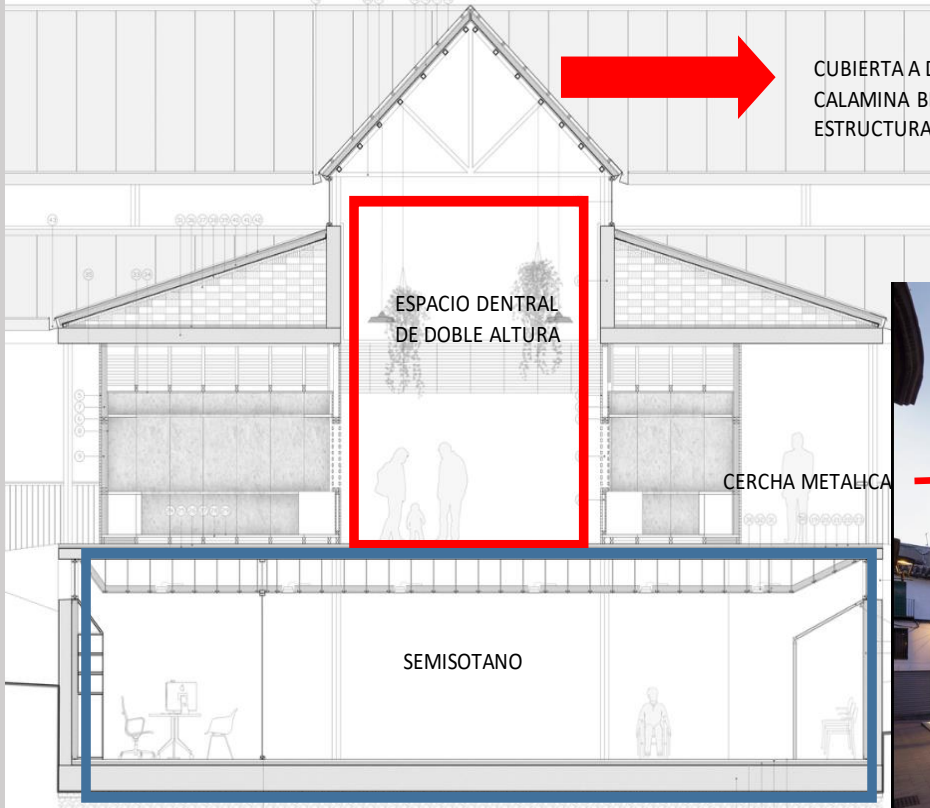 CUBIERTA A
CALAMINA
ESTRUCTURA
ESPACIO DENTRAL
DE DOBLE ALTURA
CERCHA METALICA
SEMISOTANO